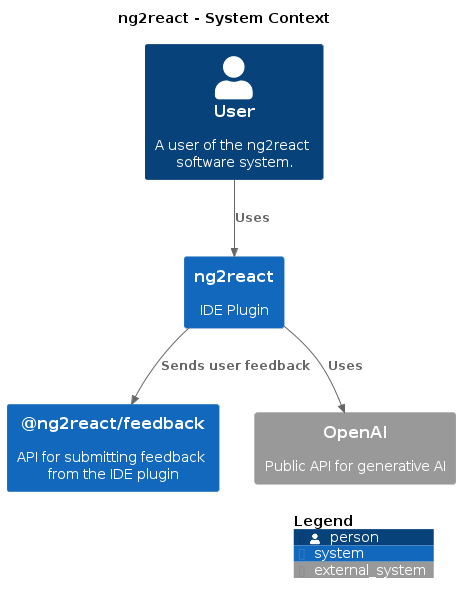 ng2react - System Context
User
A user of the ng2react
software system.
Uses
ng2react
IDE Plugin
Sends user feedback
Uses
@ng2react/feedback
API for submitting feedback
from the IDE plugin
OpenAI
Public API for generative AI
Legend
person
system
external_system